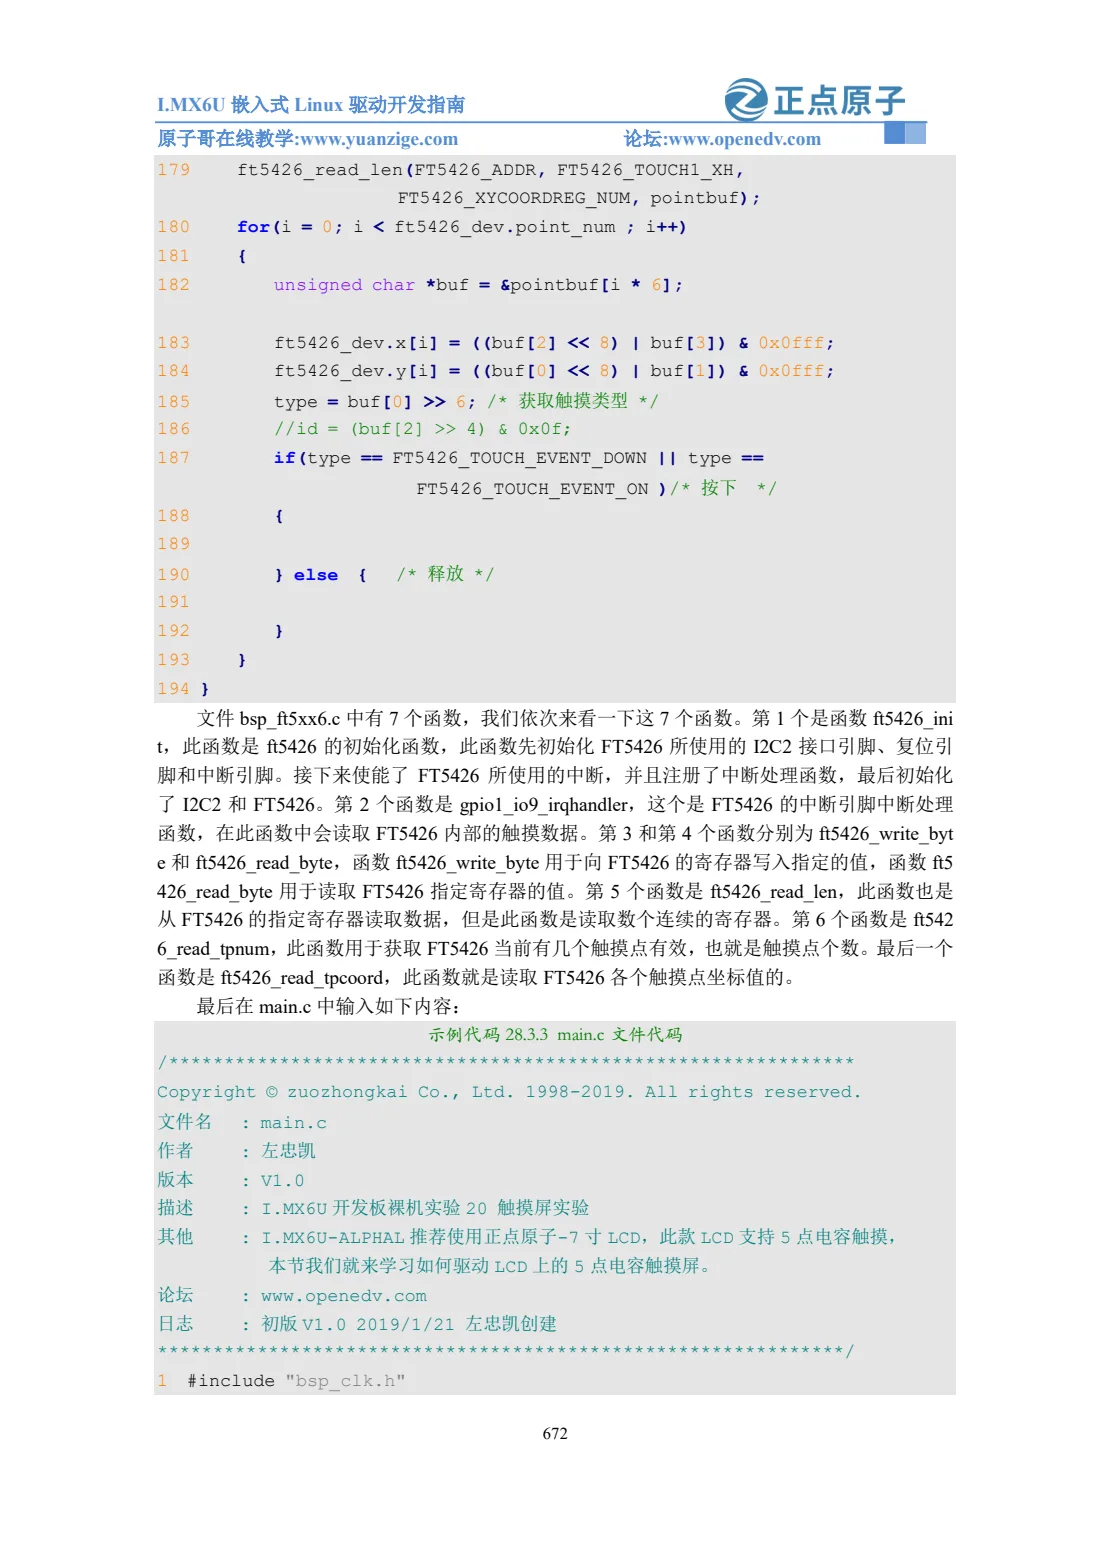 I.MX6U 嵌入式 Linux 驱动开发指南
正点原子
原子哥在线教学:www.yuanzige.com 论坛:www.openedv.com
179 ft5426_read_len(FT5426_ADDR, FT5426_TOUCH1_XH,
FT5426_XYCOORDREG_NUM, pointbuf);
180 for(i = 0; i < ft5426_dev.point_num ; i++)
181 {
182 unsigned char *buf = &pointbuf[i * 6];
183 ft5426_dev.x[i] = ((buf[2] << 8) | buf[3]) & 0x0fff;
184 ft5426_dev.y[i] = ((buf[0] << 8) | buf[1]) & 0x0fff;
185 type = buf[0] >> 6; /* 获取触摸类型 */
186 //id = (buf[2] >> 4) & 0x0f;
187 if(type == FT5426_TOUCH_EVENT_DOWN || type ==
FT5426_TOUCH_EVENT_ON )/* 按下 */
188 {
189
190 } else { /* 释放 */
191
192 }
193 }
194 }
文件 bsp_ft5xx6.c 中有 7 个函数，我们依次来看一下这 7 个函数。第 1 个是函数 ft5426_ini
t，此函数是 ft5426 的初始化函数，此函数先初始化 FT5426 所使用的 I2C2 接口引脚、复位引
脚和中断引脚。接下来使能了 FT5426 所使用的中断，并且注册了中断处理函数，最后初始化
了 I2C2 和 FT5426。第 2 个函数是 gpio1_io9_irqhandler，这个是 FT5426 的中断引脚中断处理
函数，在此函数中会读取 FT5426 内部的触摸数据。第 3 和第 4 个函数分别为 ft5426_write_byt
e 和 ft5426_read_byte，函数 ft5426_write_byte 用于向 FT5426 的寄存器写入指定的值，函数 ft5
426_read_byte 用于读取 FT5426 指定寄存器的值。第 5 个函数是 ft5426_read_len，此函数也是
从 FT5426 的指定寄存器读取数据，但是此函数是读取数个连续的寄存器。第 6 个函数是 ft542
6_read_tpnum，此函数用于获取 FT5426 当前有几个触摸点有效，也就是触摸点个数。最后一个
函数是 ft5426_read_tpcoord，此函数就是读取 FT5426 各个触摸点坐标值的。
最后在 main.c 中输入如下内容：
示例代码 28.3.3 main.c 文件代码
/**************************************************************
Copyright © zuozhongkai Co., Ltd. 1998-2019. All rights reserved.
文件名 : main.c
作者 : 左忠凯
版本 : V1.0
描述 : I.MX6U 开发板裸机实验 20 触摸屏实验
其他 : I.MX6U-ALPHAL 推荐使用正点原子-7 寸 LCD，此款 LCD 支持 5 点电容触摸，
本节我们就来学习如何驱动 LCD 上的 5 点电容触摸屏。
论坛 : www.openedv.com
日志 : 初版 V1.0 2019/1/21 左忠凯创建
**************************************************************/
1 #include "bsp_clk.h"
672